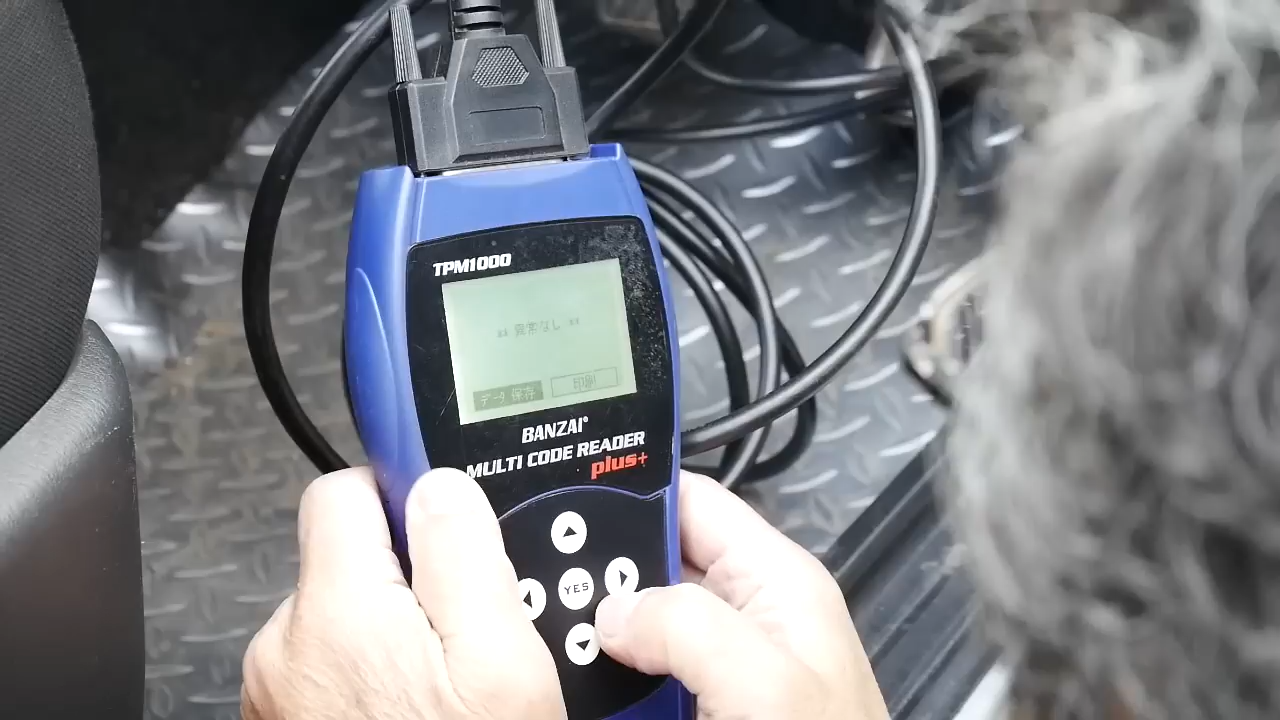 TPM1000
** 異常なし **
データ保存 印刷
BANZAI®
MULTI CODE READER
plus+
YES